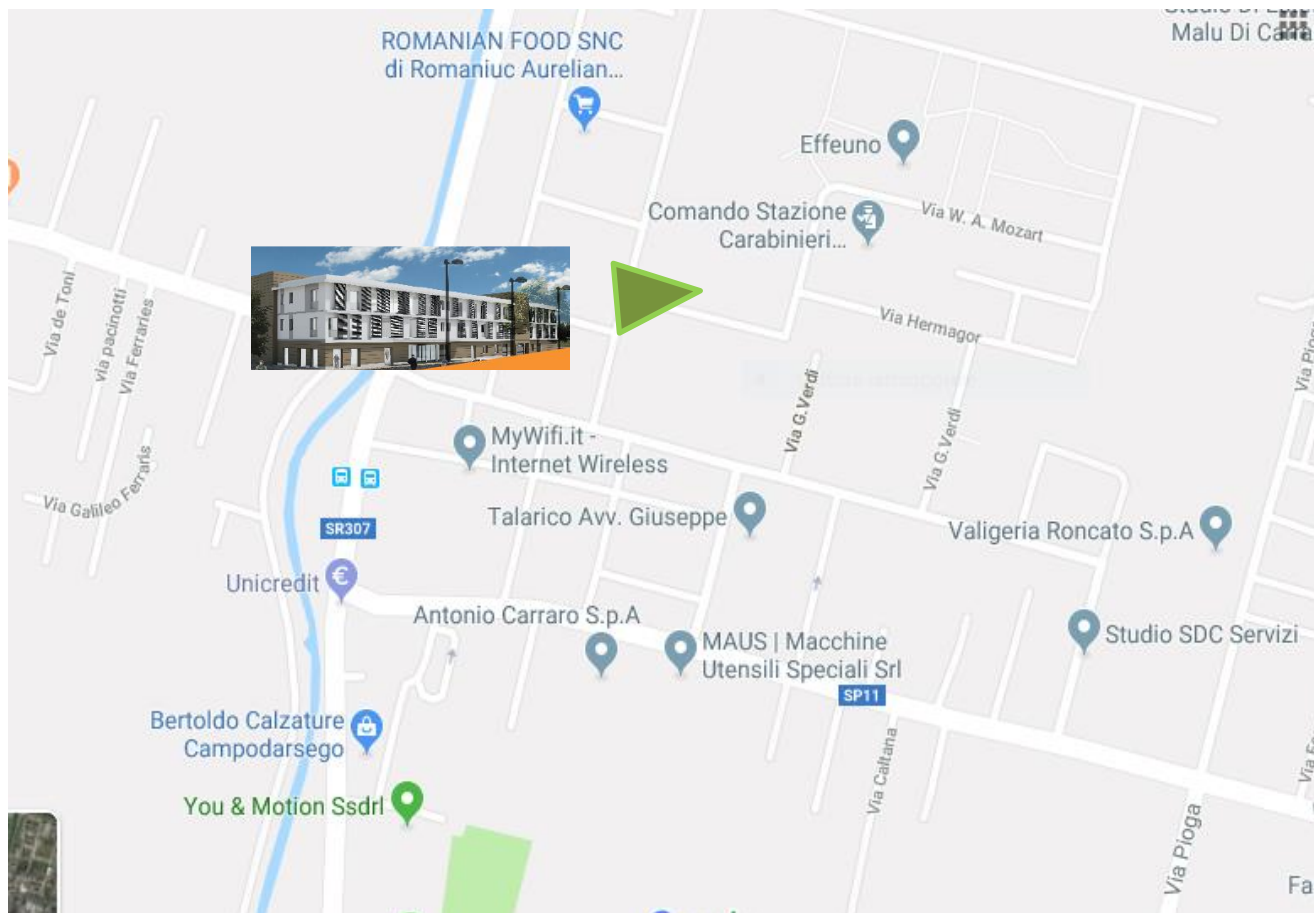 Malu Di Carra
ROMANIAN FOOD SNC
di Romaniuc Aurelian...
Effeuno
Comando Stazione
Carabinieri...
Via W. A. Mozart
Via de Toni
via pacinotti
Via Ferraries
Via Hermagor
Via G.Verdi
Via G.Verdi
MyWifi.it -
Internet Wireless
Via Galileo Ferraris
Talarico Avv. Giuseppe
SR307
Valigeria Roncato S.p.A
Unicredit
€
Antonio Carraro S.p.A
MAUS | Macchine
Utensili Speciali Srl
Studio SDC Servizi
SP11
Bertoldo Calzature
Campodarsego
Via Caltana
You & Motion Ssdrl
Via Pioga
Fa